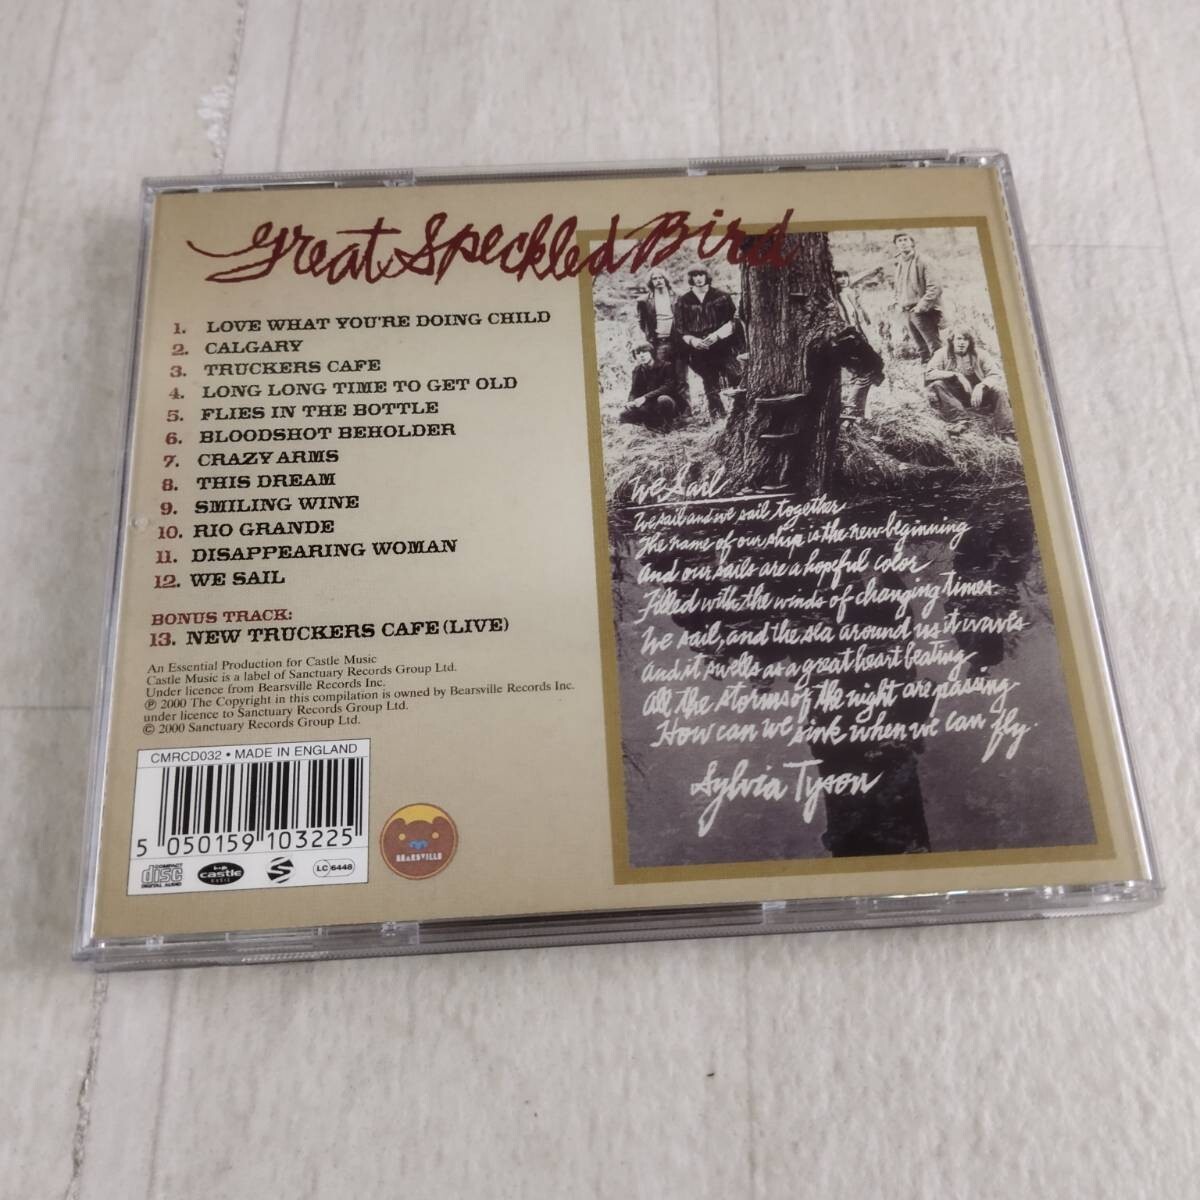 Great Speckled Bird
1. LOVE WHAT YOU'RE DOING CHILD
2. CALGARY
3. TRUCKERS CAFE
4. LONG LONG TIME TO GET OLD
5. FLIES IN THE BOTTLE
6. BLOODSHOT BEHOLDER
7. CRAZY ARMS
8. THIS DREAM
9. SMILING WINE
10. RIO GRANDE
11. DISAPPEARING WOMAN
12. WE SAIL
BONUS TRACK:
13. NEW TRUCKERS CAFE (LIVE)
An Essential Production for Castle Music
Castle Music is a label of Sanctuary Records Group Ltd.
Under licence from Bearsville Records Inc.
℗ 2000 The Copyright in this compilation is owned by Bearsville Records Inc.
under licence to Sanctuary Records Group Ltd.
© 2000 Sanctuary Records Group Ltd.
CMRCD032 • MADE IN ENGLAND
5 050159 103225
COMPACT
disc
DIGITAL AUDIO
castle
MUSIC
S
LC 6448
BEARSVILLE
We Sail
We sail and we sail together
The name of our ship is the new beginning
And our sails are a hopeful color
Filled with the winds of changing times.
We sail, and the sea around us it waves
And it swells as a great heart beating
All the storms of the night are passing-
How can we sink when we can fly.
Sylvia Tyson